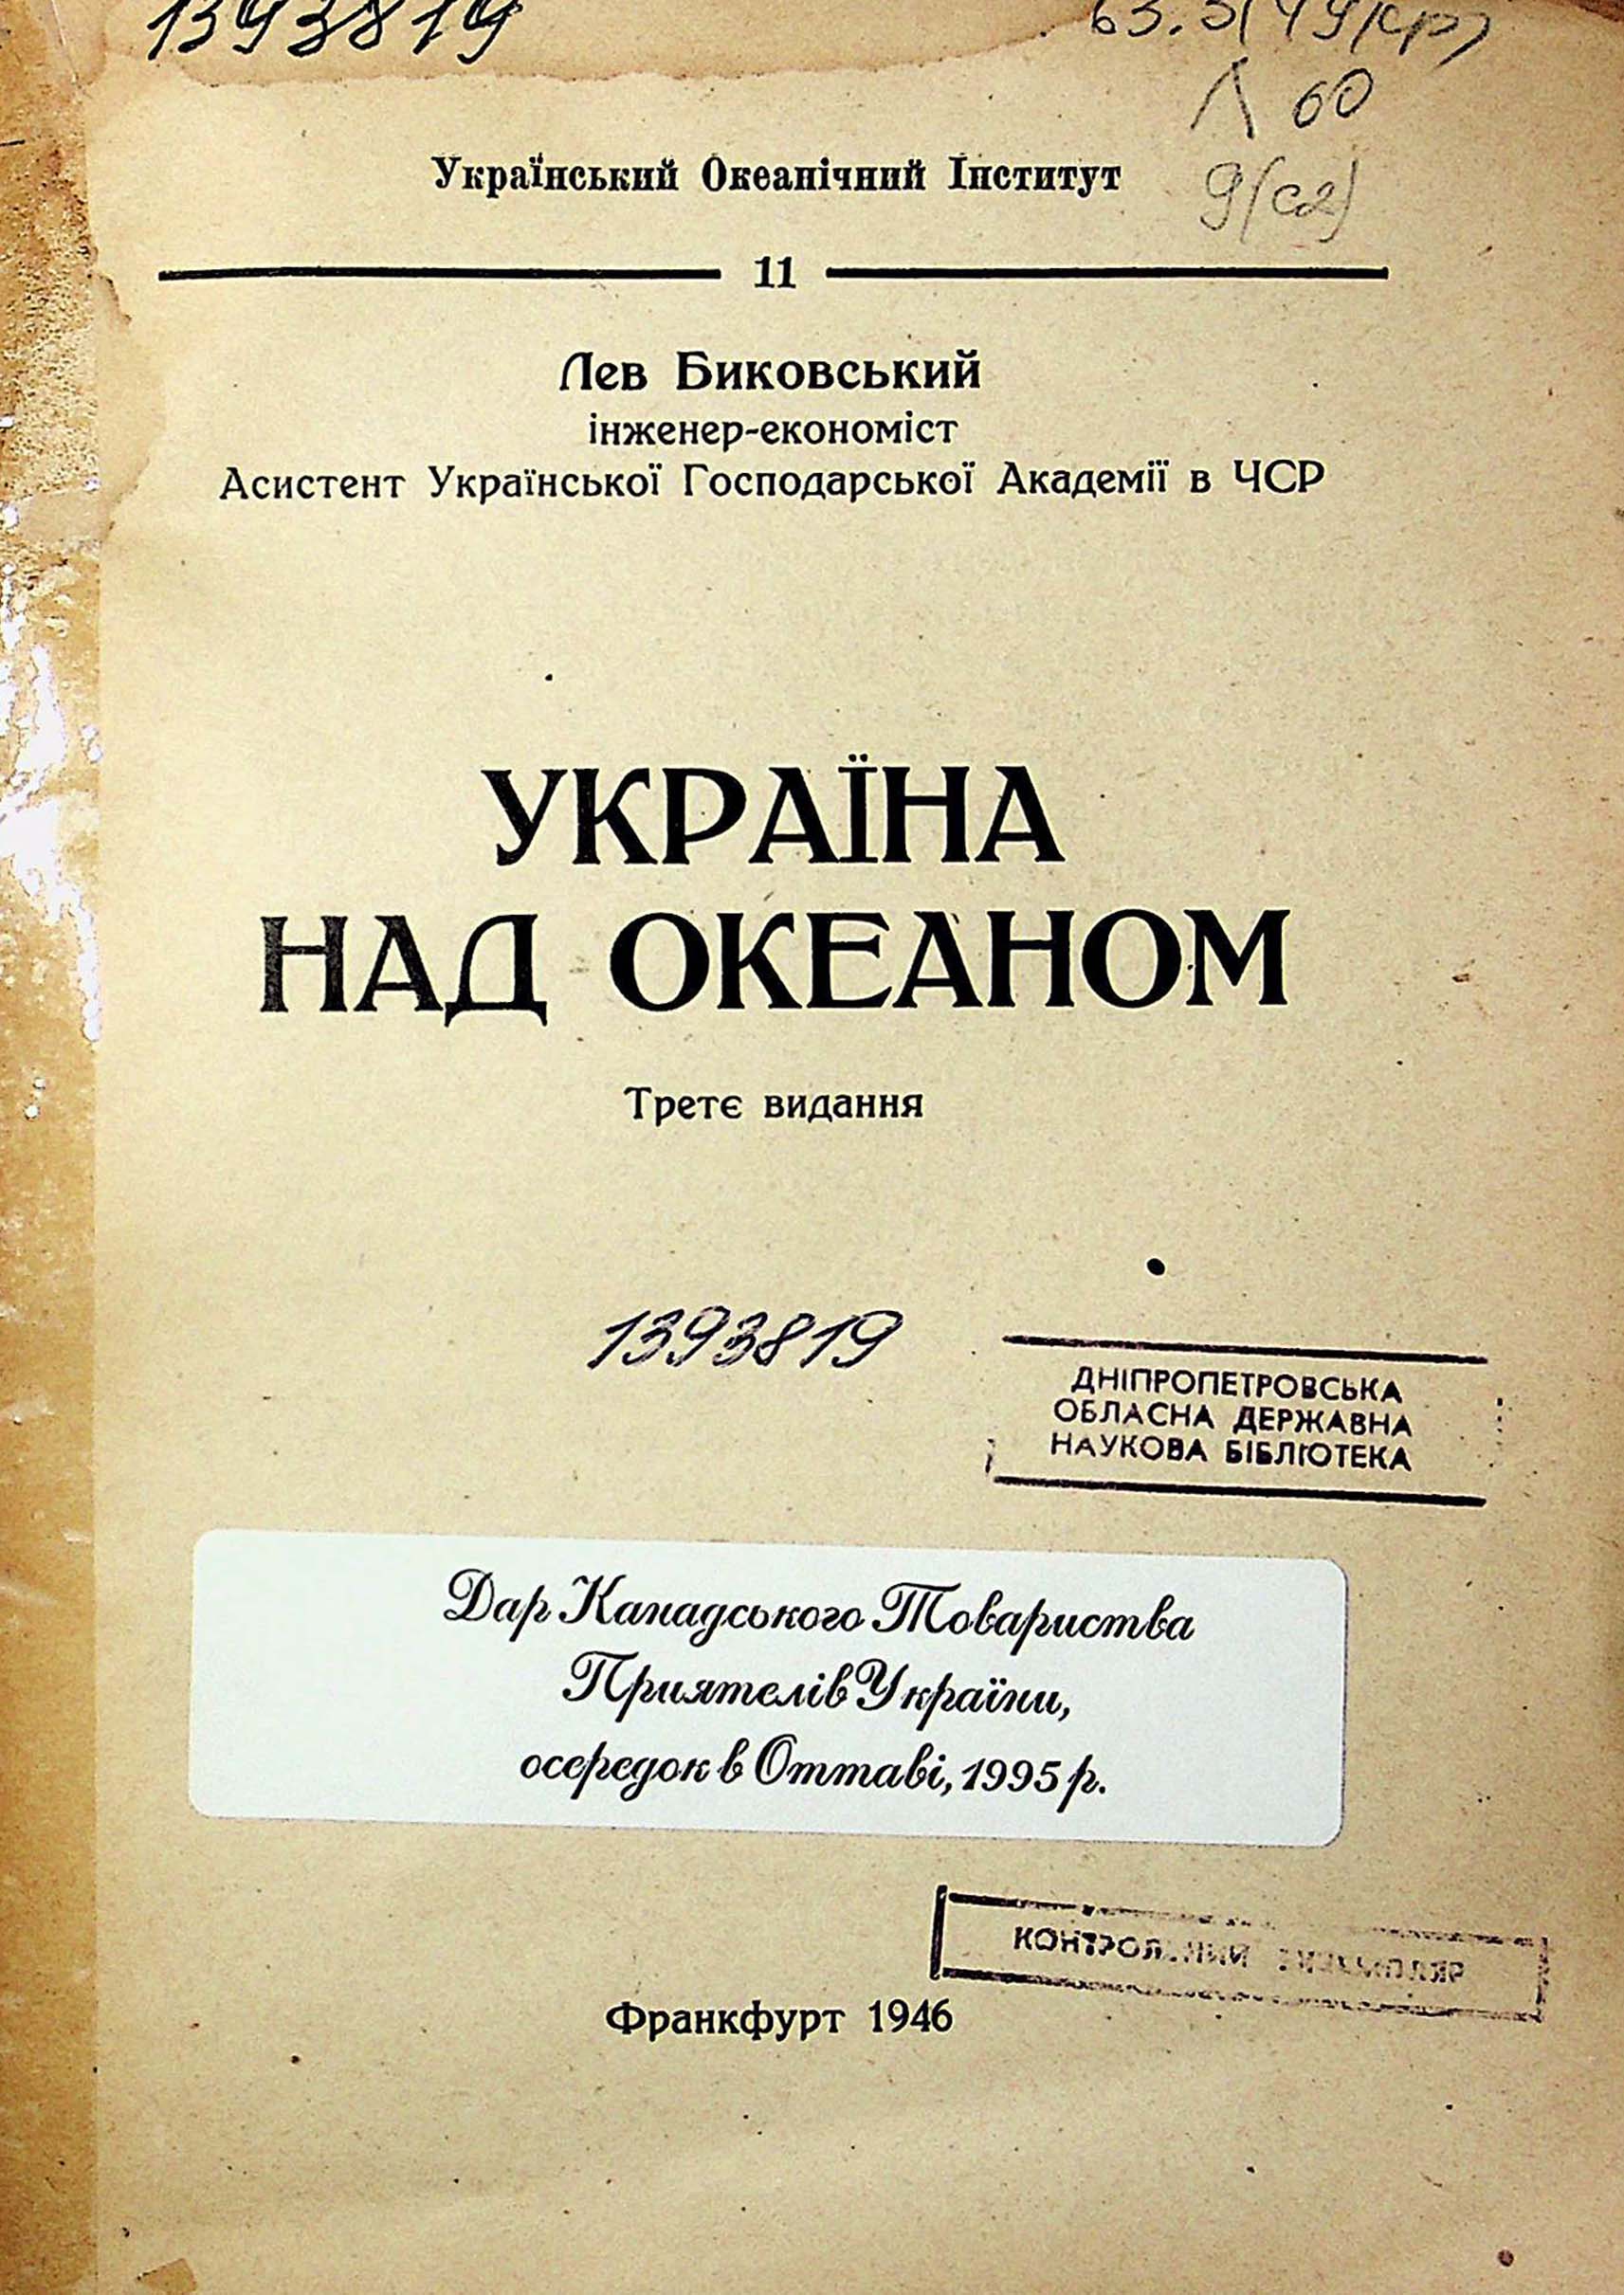 1393819
63.3(4Укр)
Л 60
9(с2)
Український Океанічний Інститут
11
Лев Биковський
інженер-економіст
Асистент Української Господарської Академії в ЧСР
УКРАЇНА
НАД ОКЕАНОМ
Третє видання
1393819
ДНІПРОПЕТРОВСЬКА
ОБЛАСНА ДЕРЖАВНА
НАУКОВА БІБЛІОТЕКА
Дар Канадського Товариства
Приятелів України,
осередок в Оттаві, 1995 р.
Франкфурт 1946